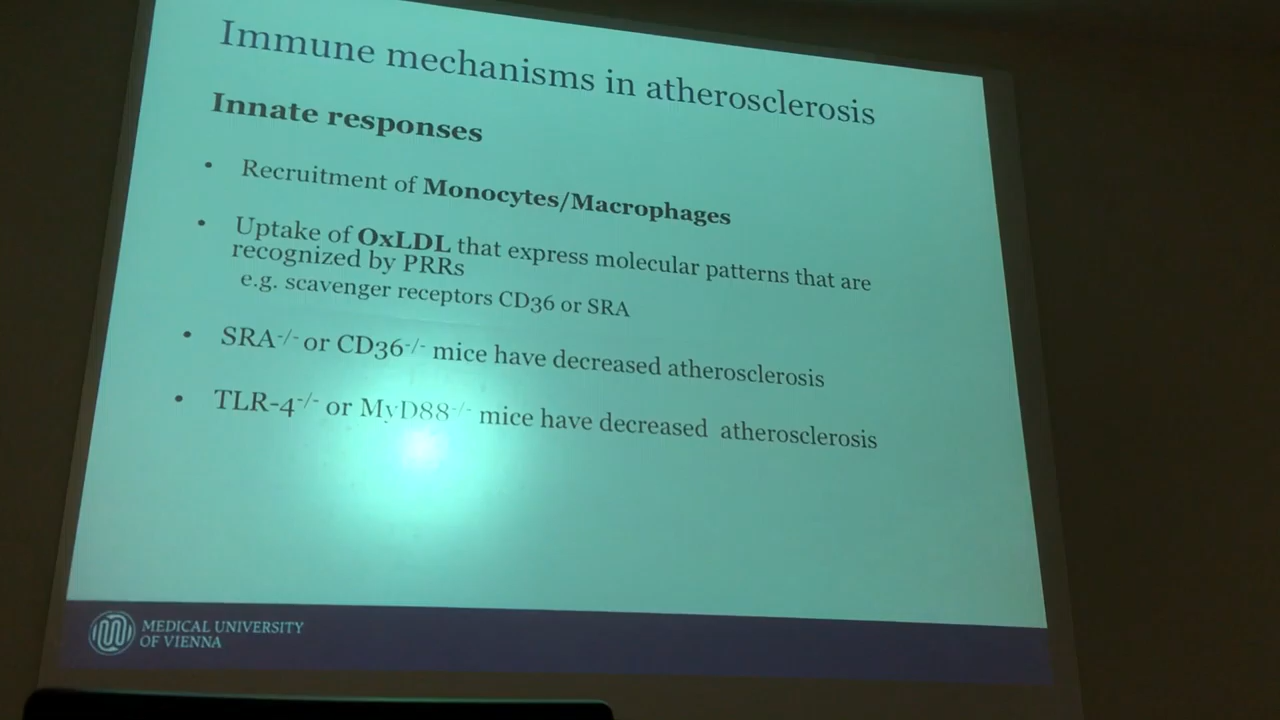 Immune mechanisms in atherosclerosis
Innate responses
• Recruitment of Monocytes/Macrophages
• Uptake of OxLDL that express molecular patterns that are
recognized by PRRs
e.g. scavenger receptors CD36 or SRA
• SRA-/- or CD36-/- mice have decreased atherosclerosis
• TLR-4-/- or MyD88-/- mice have decreased atherosclerosis
MEDICAL UNIVERSITY
OF VIENNA